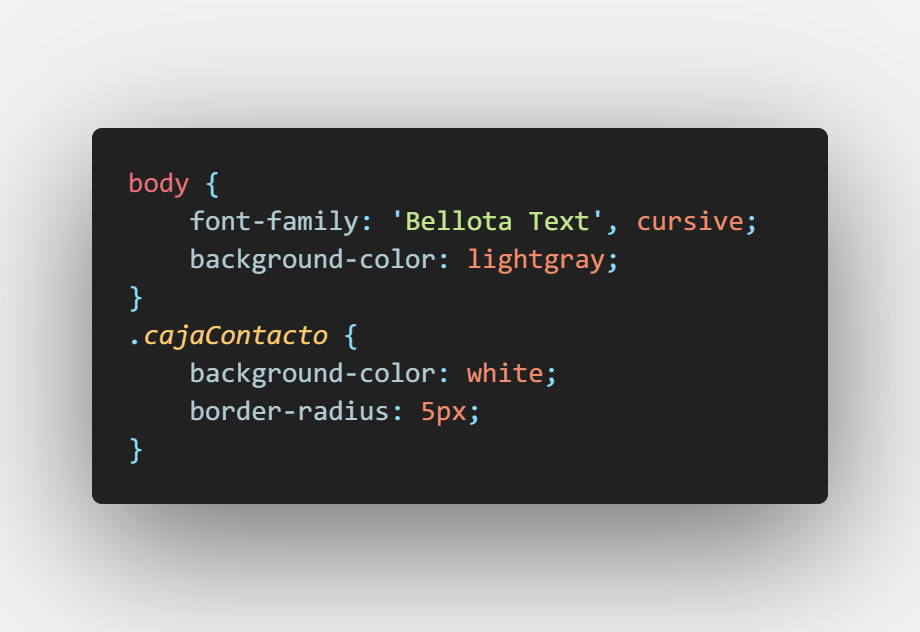 body {
    font-family: 'Bellota Text', cursive;
    background-color: lightgray;
}
.cajaContacto {
    background-color: white;
    border-radius: 5px;
}